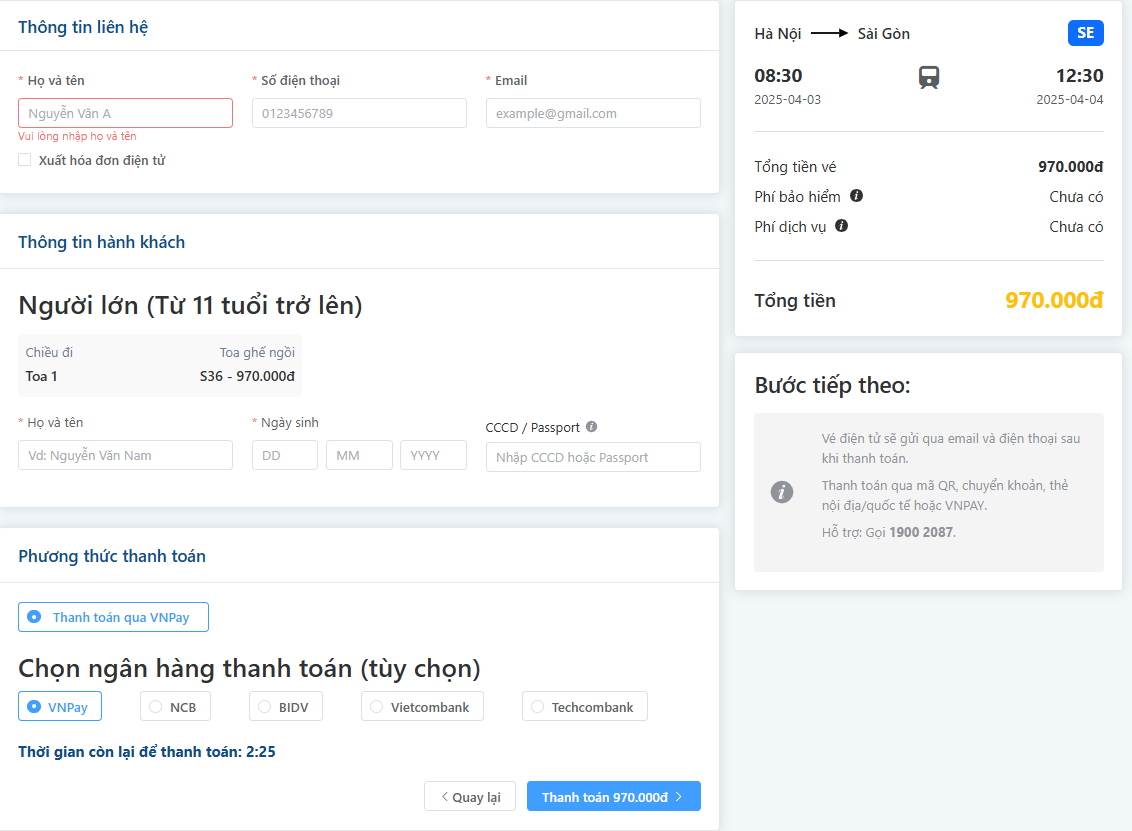 Thông tin liên hệ
* Họ và tên
* Số điện thoại
* Email
Nguyễn Văn A
0123456789
example@gmail.com
Vui lòng nhập họ và tên
Xuất hóa đơn điện tử
Thông tin hành khách
Người lớn (Từ 11 tuổi trở lên)
Chiều đi
Toa ghế ngồi
Toa 1
S36 - 970.000đ
* Họ và tên
* Ngày sinh
CCCD / Passport
Vd: Nguyễn Văn Nam
DD
MM
YYYY
Nhập CCCD hoặc Passport
Phương thức thanh toán
Thanh toán qua VNPay
Chọn ngân hàng thanh toán (tùy chọn)
VNPay
NCB
BIDV
Vietcombank
Techcombank
Thời gian còn lại để thanh toán: 2:25
Quay lại
Thanh toán 970.000đ
Hà Nội
Sài Gòn
SE
08:30
12:30
2025-04-03
2025-04-04
Tổng tiền vé
970.000đ
Phí bảo hiểm
Chưa có
Phí dịch vụ
Chưa có
Tổng tiền
970.000đ
Bước tiếp theo:
Vé điện tử sẽ gửi qua email và điện thoại sau
khi thanh toán.
Thanh toán qua mã QR, chuyển khoản, thẻ
nội địa/quốc tế hoặc VNPAY.
Hỗ trợ: Gọi 1900 2087.